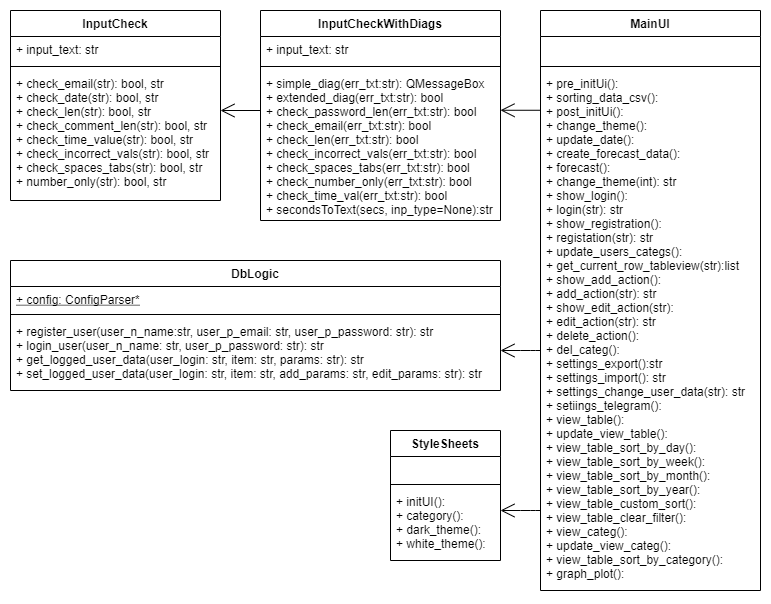 InputCheck
+ input_text: str
+ check_email(str): bool, str
+ check_date(str): bool, str
+ check_len(str): bool, str
+ check_comment_len(str): bool, str
+ check_time_value(str): bool, str
+ check_incorrect_vals(str): bool, str
+ check_spaces_tabs(str): bool, str
+ number_only(str): bool, str
InputCheckWithDiags
+ input_text: str
+ simple_diag(err_txt:str): QMessageBox
+ extended_diag(err_txt:str): bool
+ check_password_len(err_txt:str): bool
+ check_email(err_txt:str): bool
+ check_len(err_txt:str): bool
+ check_incorrect_vals(err_txt:str): bool
+ check_spaces_tabs(err_txt:str): bool
+ check_number_only(err_txt:str): bool
+ check_time_val(err_txt:str): bool
+ secondsToText(secs, inp_type=None):str
MainUI
+ pre_initUi():
+ sorting_data_csv():
+ post_initUi():
+ change_theme():
+ update_date():
+ create_forecast_data():
+ forecast():
+ change_theme(int): str
+ show_login():
+ login(str): str
+ show_registration():
+ registation(str): str
+ update_users_categs():
+ get_current_row_tableview(str):list
+ show_add_action():
+ add_action(str): str
+ show_edit_action(str):
+ edit_action(str): str
+ delete_action():
+ del_categ():
+ settings_export():str
+ settings_import(): str
+ settings_change_user_data(str): str
+ setiings_telegram():
+ view_table():
+ update_view_table():
+ view_table_sort_by_day():
+ view_table_sort_by_week():
+ view_table_sort_by_month():
+ view_table_sort_by_year():
+ view_table_custom_sort():
+ view_table_clear_filter():
+ view_categ():
+ update_view_categ():
+ view_table_sort_by_category():
+ graph_plot():
DbLogic
+ config: ConfigParser*
+ register_user(user_n_name:str, user_p_email: str, user_p_password: str): str
+ login_user(user_n_name: str, user_p_password: str): str
+ get_logged_user_data(user_login: str, item: str, params: str): str
+ set_logged_user_data(user_login: str, item: str, add_params: str, edit_params: str): str
StyleSheets
+ initUI():
+ category():
+ dark_theme():
+ white_theme():